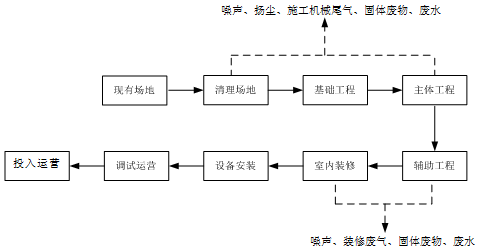 噪声、扬尘、施工机械尾气、固体废物、废水
现有场地
清理场地
基础工程
主体工程
投入运营
调试运营
设备安装
室内装修
辅助工程
噪声、装修废气、固体废物、废水